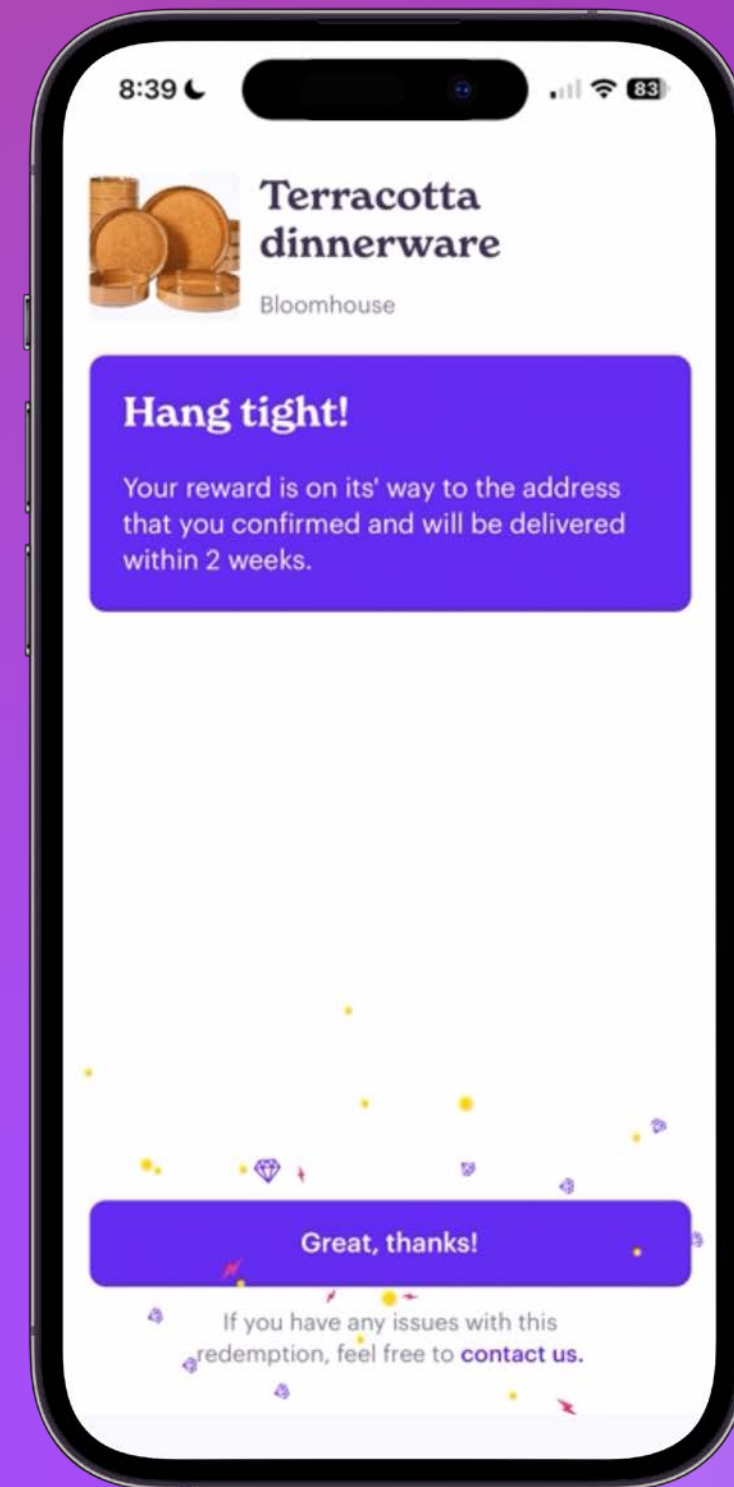 8:39
83
Terracotta
dinnerware
Bloomhouse
Hang tight!
Your reward is on its' way to the address
that you confirmed and will be delivered
within 2 weeks.
Great, thanks!
If you have any issues with this
redemption, feel free to contact us.